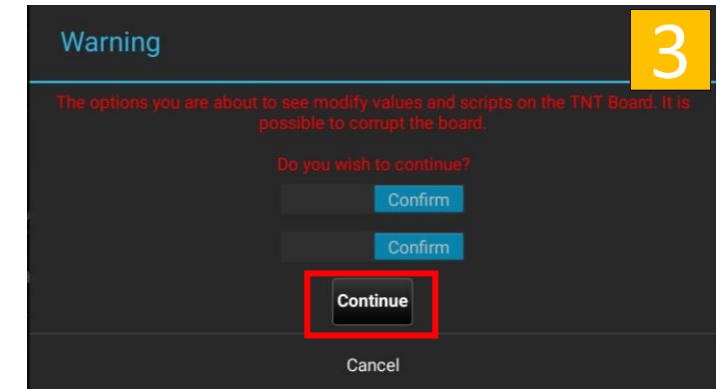 Warning
3
The options you are about to see modify values and scripts on the TNT Board. It is
possible to corrupt the board.
Do you wish to continue?
Confirm
Confirm
Continue
Cancel